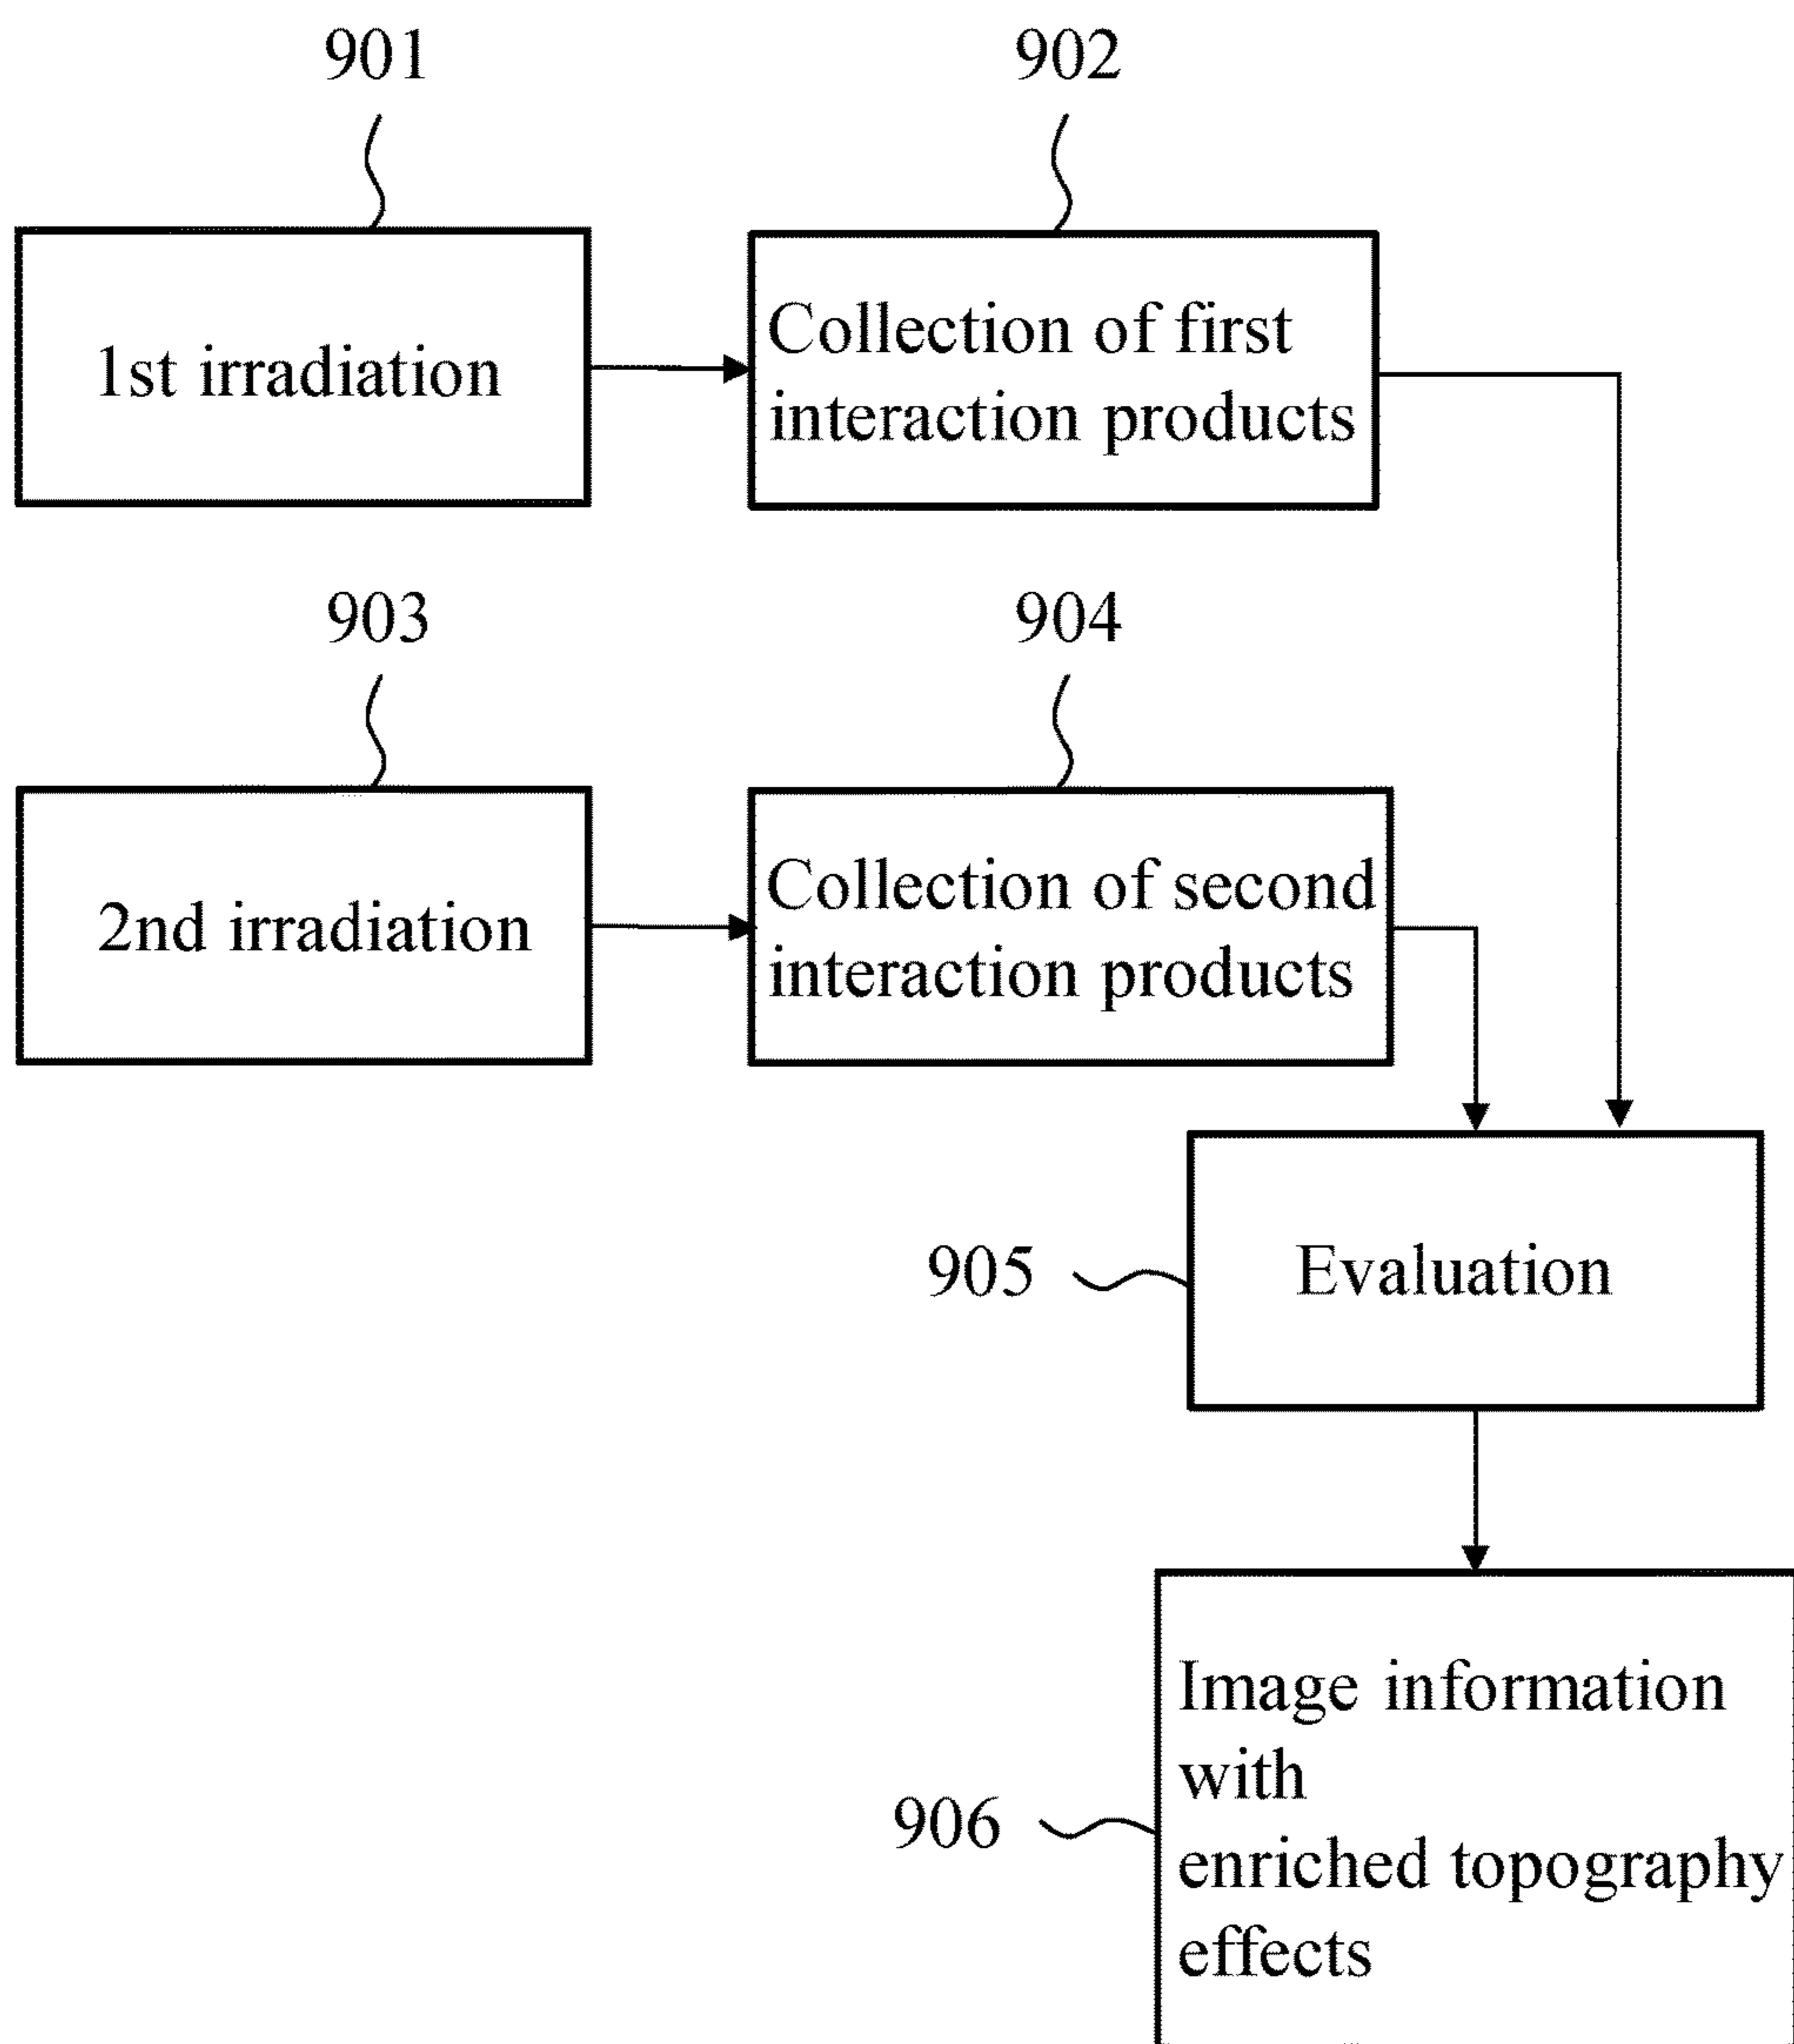 901
902
1st irradiation
Collection of first
interaction products
903
904
2nd irradiation
Collection of second
interaction products
905
Evaluation
906
Image information
with
enriched topography
effects